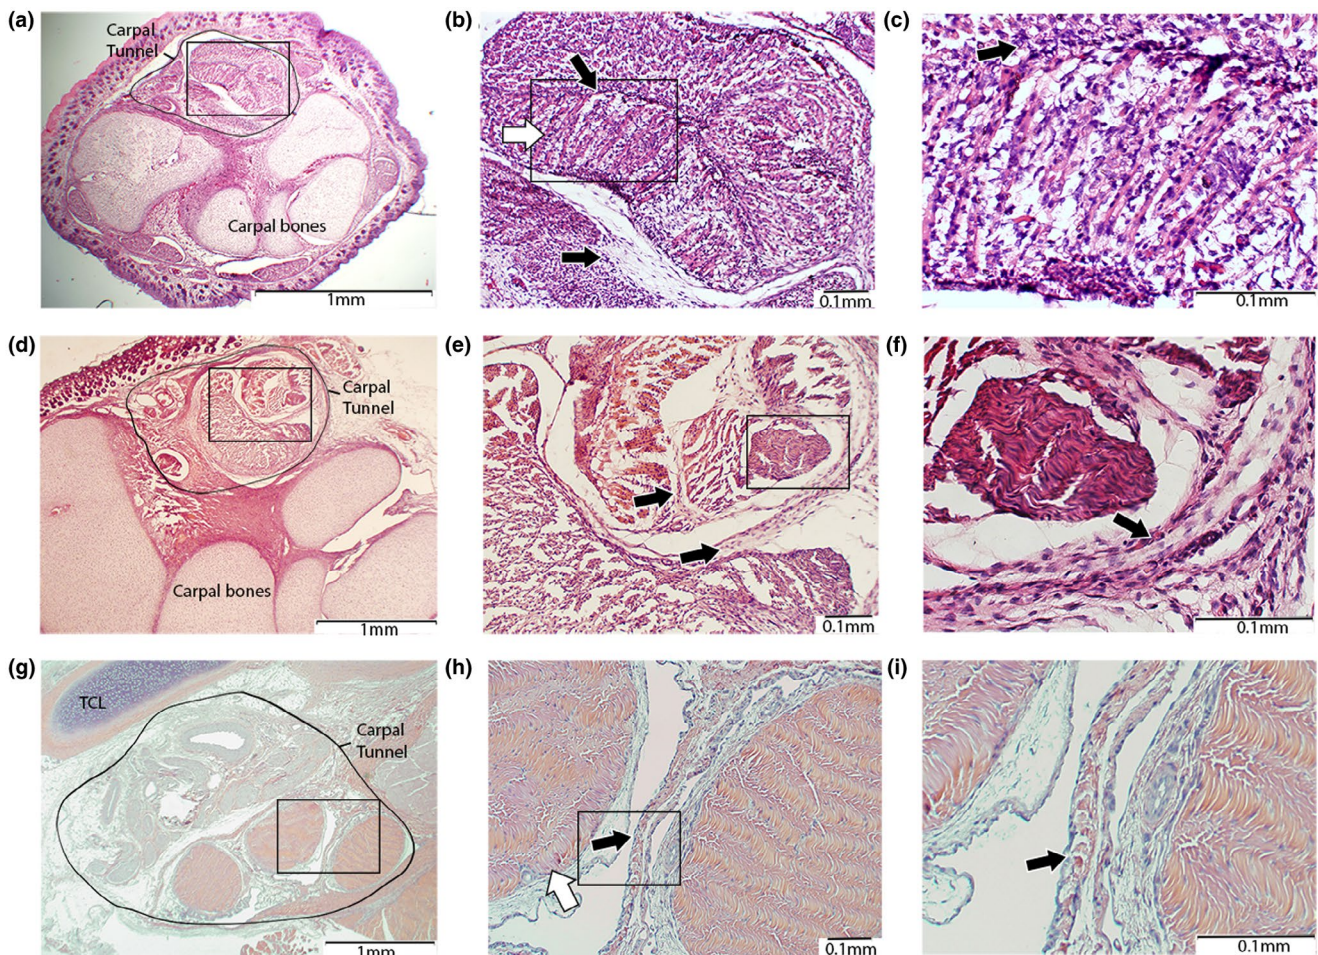 (a)
Carpal
Tunnel
Carpal bones
1mm
(b)
0.1mm
(c)
0.1mm
(d)
Carpal
Tunnel
Carpal bones
1mm
(e)
0.1mm
(f)
0.1mm
(g)
TCL
Carpal
Tunnel
1mm
(h)
0.1mm
(i)
0.1mm